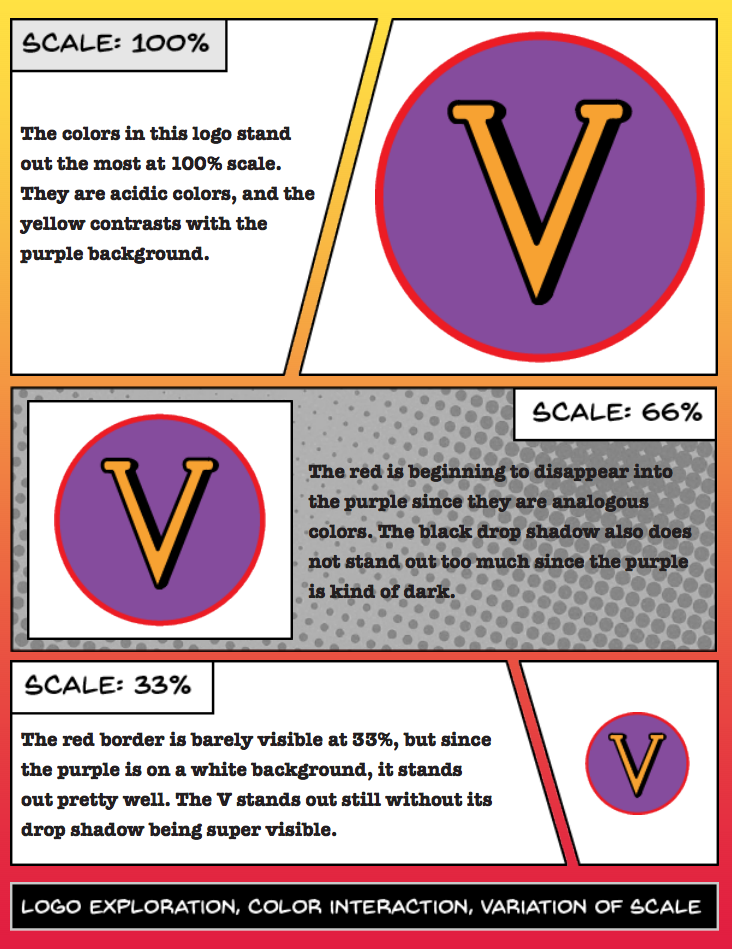 SCALE: 100%
The colors in this logo stand
out the most at 100% scale.
They are acidic colors, and the
yellow contrasts with the
purple background.
V
SCALE: 66%
V
The red is beginning to disappear into
the purple since they are analogous
colors. The black drop shadow also does
not stand out too much since the purple
is kind of dark.
SCALE: 33%
The red border is barely visible at 33%, but since
the purple is on a white background, it stands
out pretty well. The V stands out still without its
drop shadow being super visible.
V
LOGO EXPLORATION, COLOR INTERACTION, VARIATION OF SCALE